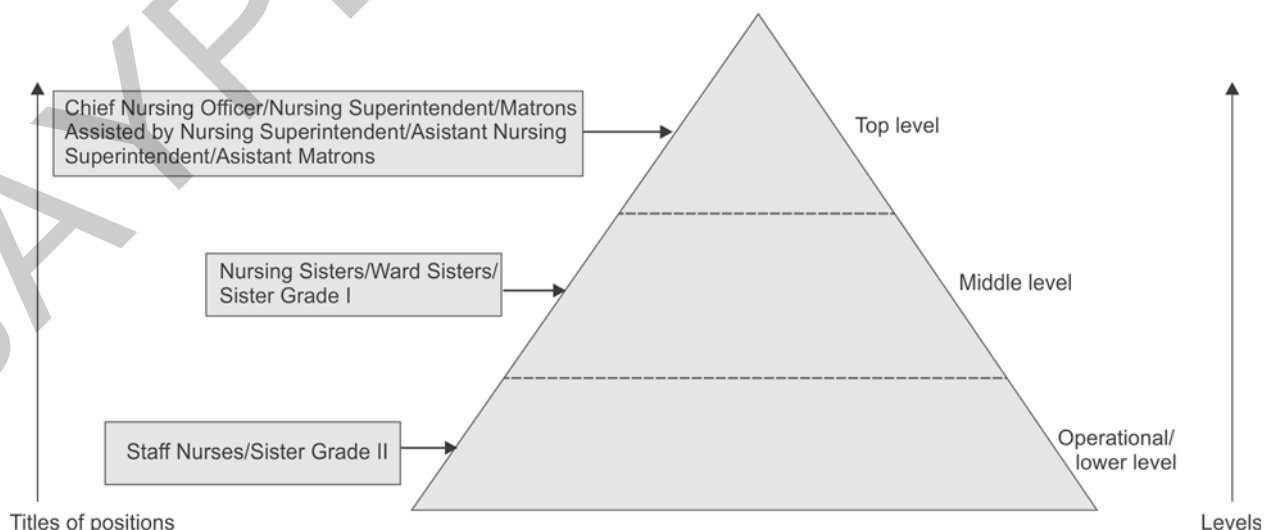 Chief Nursing Officer/Nursing Superintendent/Matrons
Assisted by Nursing Superintendent/Asistant Nursing
Superintendent/Asistant Matrons
Top level
Nursing Sisters/Ward Sisters/
Sister Grade I
Middle level
Staff Nurses/Sister Grade II
Operational/
lower level
Titles of positions
Levels